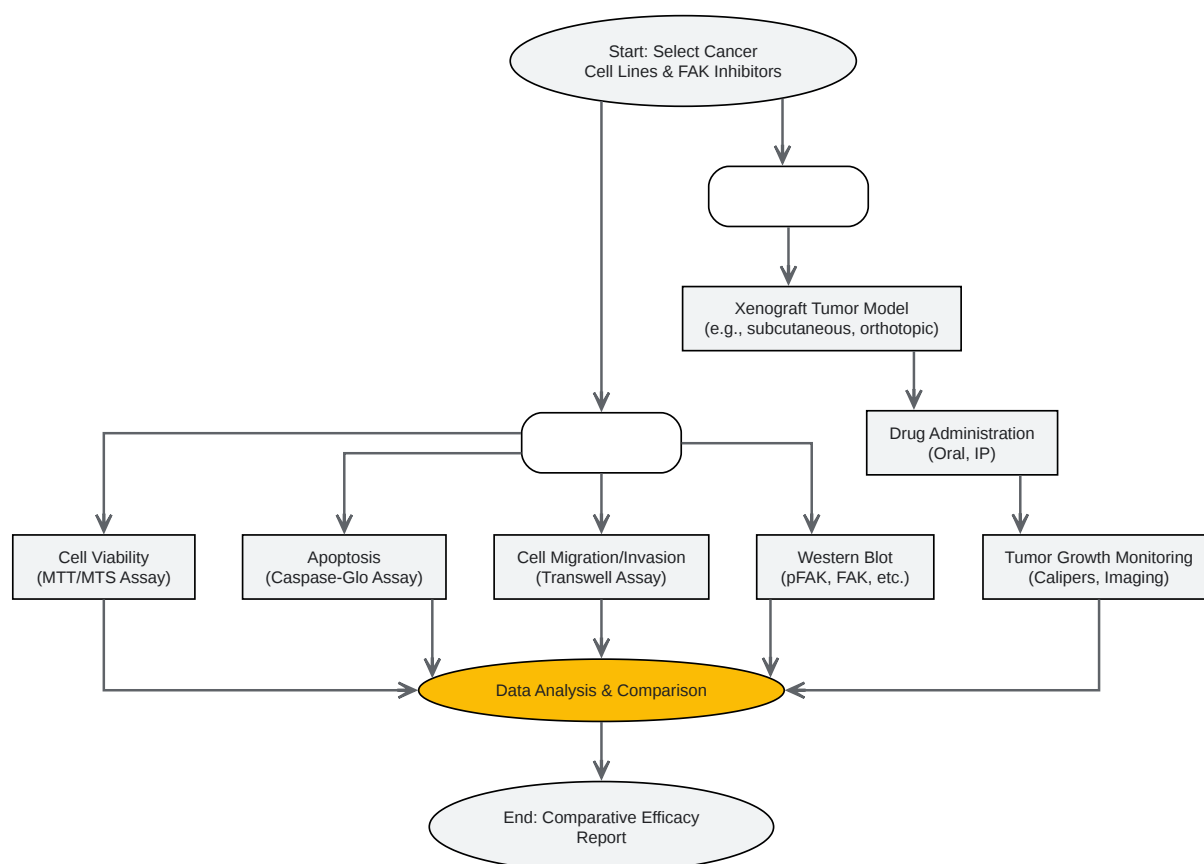 Start: Select Cancer
Cell Lines & FAK Inhibitors
Xenograft Tumor Model
(e.g., subcutaneous, orthotopic)
Drug Administration
(Oral, IP)
Cell Viability
(MTT/MTS Assay)
Apoptosis
(Caspase-Glo Assay)
Cell Migration/Invasion
(Transwell Assay)
Western Blot
(pFAK, FAK, etc.)
Tumor Growth Monitoring
(Calipers, Imaging)
Data Analysis & Comparison
End: Comparative Efficacy
Report